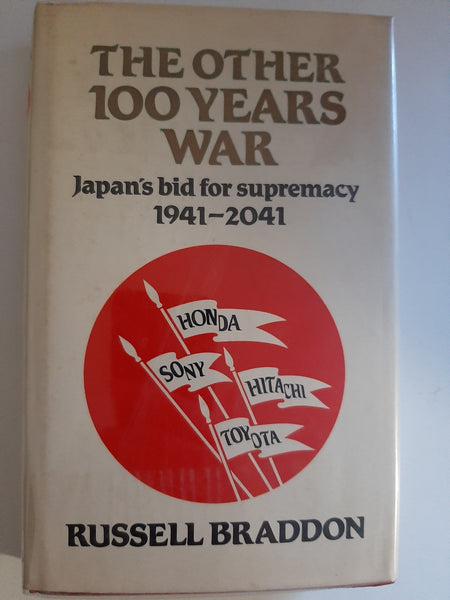 THE OTHER
100 YEARS
WAR
Japan's bid for supremacy
1941–2041
HONDA
SONY
HITACHI
TOYOTA
RUSSELL BRADDON